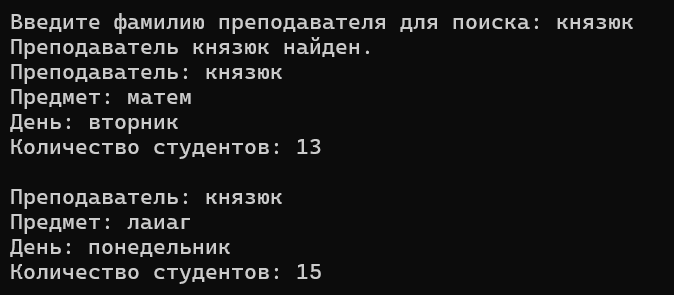 Введите фамилию преподавателя для поиска: князюк
Преподаватель князюк найден.
Преподаватель: князюк
Предмет: матем
День: вторник
Количество студентов: 13
Преподаватель: князюк
Предмет: лаиаг
День: понедельник
Количество студентов: 15